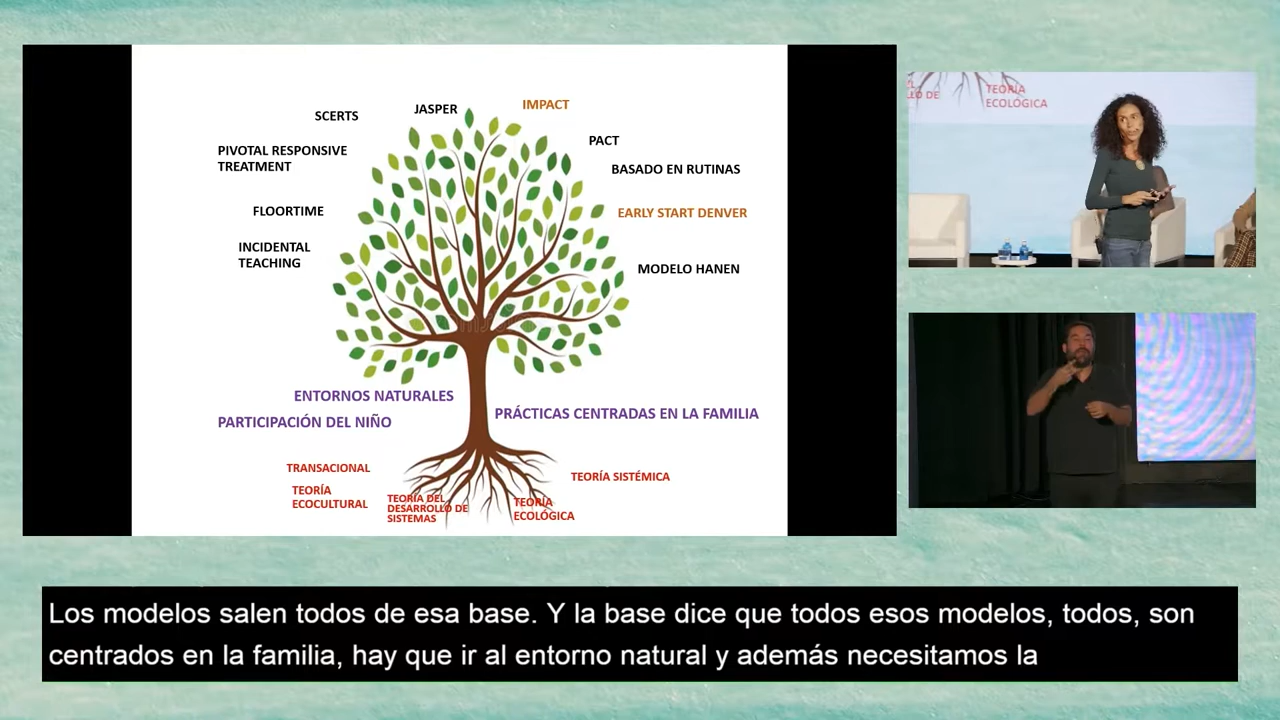 SCERTS
JASPER
IMPACT
PACT
PIVOTAL RESPONSIVE
TREATMENT
BASADO EN RUTINAS
FLOORTIME
EARLY START DENVER
INCIDENTAL
TEACHING
MODELO HANEN
ENTORNOS NATURALES
PRÁCTICAS CENTRADAS EN LA FAMILIA
PARTICIPACIÓN DEL NIÑO
TRANSACIONAL
TEORÍA SISTÉMICA
TEORÍA
ECOCULTURAL
TEORÍA DEL
DESARROLLO DE
SISTEMAS
TEORÍA
ECOLÓGICA
LO DE
TEORÍA
ECOLÓGICA
Los modelos salen todos de esa base. Y la base dice que todos esos modelos, todos, son
centrados en la familia, hay que ir al entorno natural y además necesitamos la